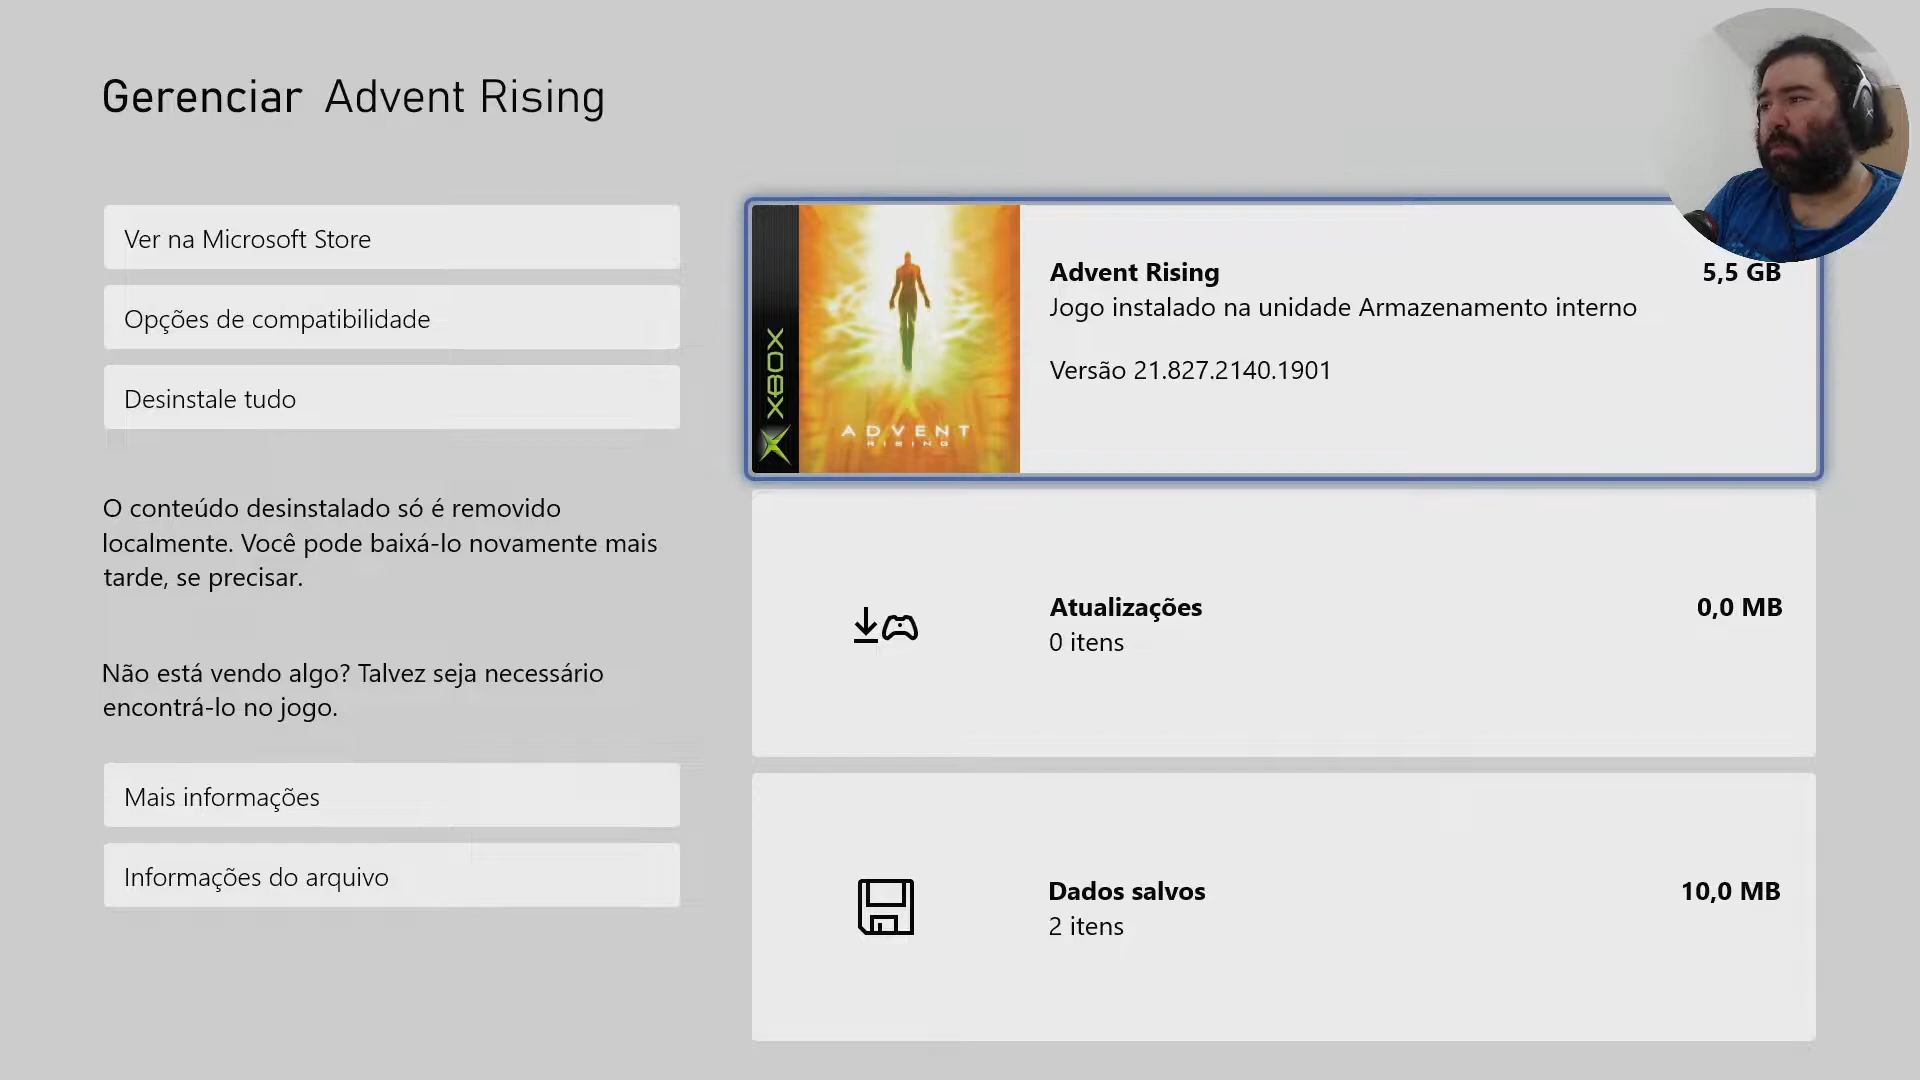 Gerenciar Advent Rising
Ver na Microsoft Store
Opções de compatibilidade
Desinstale tudo
O conteúdo desinstalado só é removido
localmente. Você pode baixá-lo novamente mais
tarde, se precisar.
Não está vendo algo? Talvez seja necessário
encontrá-lo no jogo.
Mais informações
Informações do arquivo
XBOX
ADVENT
RISING
Advent Rising
5,5 GB
Jogo instalado na unidade Armazenamento interno
Versão 21.827.2140.1901
Atualizações
0,0 MB
0 itens
Dados salvos
10,0 MB
2 itens